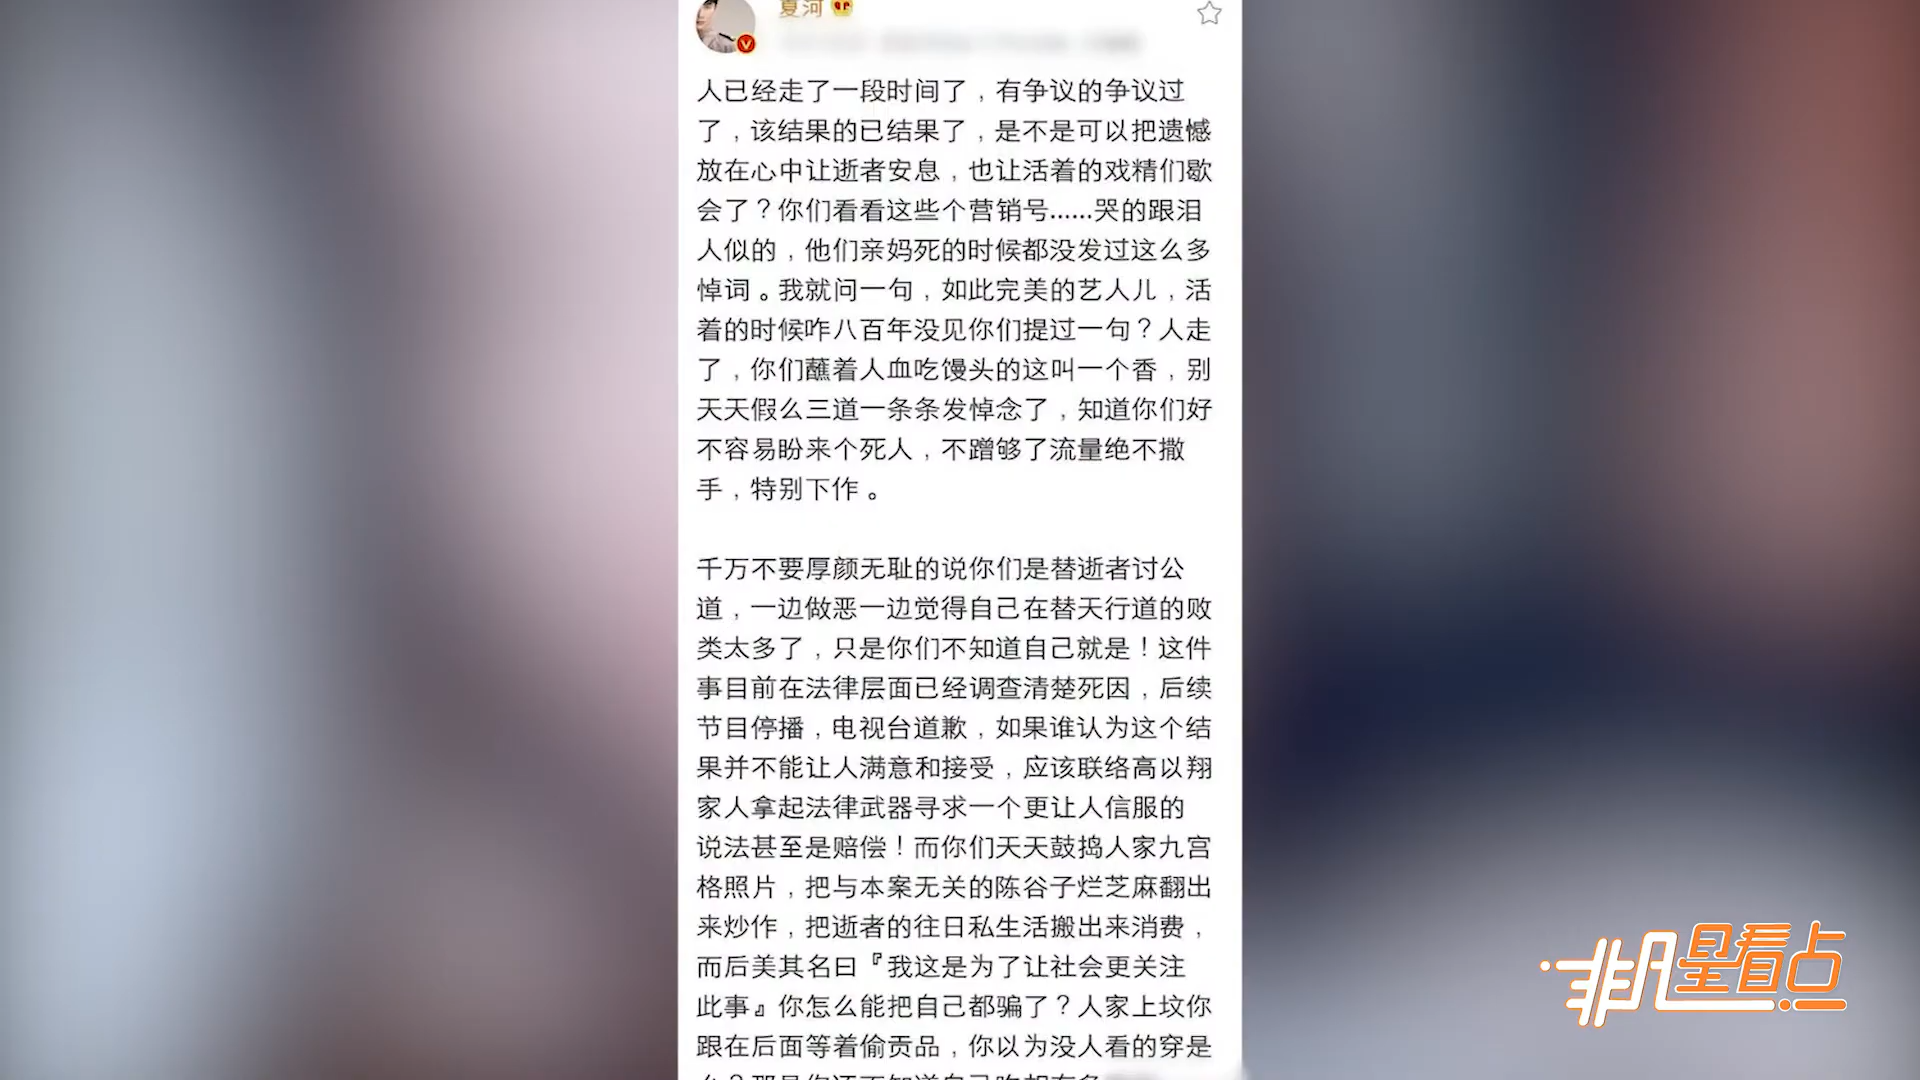 夏河
人已经走了一段时间了，有争议的争议过
了，该结果的已结果了，是不是可以把遗憾
放在心中让逝者安息，也让活着的戏精们歇
会了？你们看看这些个营销号......哭的跟泪
人似的，他们亲妈死的时候都没发过这么多
悼词。我就问一句，如此完美的艺人儿，活
着的时候咋八百年没见你们提过一句？人走
了，你们蘸着人血吃馒头的这叫一个香，别
天天假么三道一条条发悼念了，知道你们好
不容易盼来个死人，不蹭够了流量绝不撒
手，特别下作。
千万不要厚颜无耻的说你们是替逝者讨公
道，一边做恶一边觉得自己在替天行道的败
类太多了，只是你们不知道自己就是！这件
事目前在法律层面已经调查清楚死因，后续
节目停播，电视台道歉，如果谁认为这个结
果并不能让人满意和接受，应该联络高以翔
家人拿起法律武器寻求一个更让人信服的
说法甚至是赔偿！而你们天天鼓捣人家九宫
格照片，把与本案无关的陈谷子烂芝麻翻出
来炒作，把逝者的往日私生活搬出来消费，
而后美其名曰『我这是为了让社会更关注
此事』你怎么能把自己都骗了？人家上坟你
跟在后面等着偷贡品，你以为没人看的穿是
非凡星看点